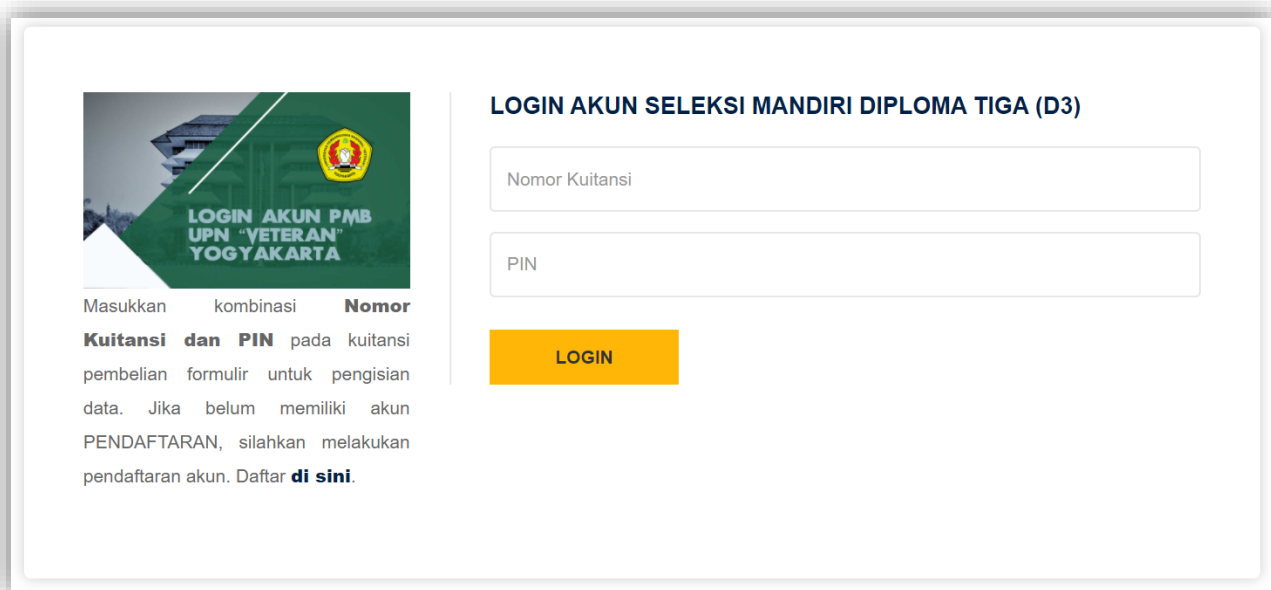 LOGIN AKUN PMB
UPN “VETERAN”
YOGYAKARTA
Masukkan kombinasi Nomor
Kuitansi dan PIN pada kuitansi
pembelian formulir untuk pengisian
data. Jika belum memiliki akun
PENDAFTARAN, silahkan melakukan
pendaftaran akun. Daftar di sini.
LOGIN AKUN SELEKSI MANDIRI DIPLOMA TIGA (D3)
Nomor Kuitansi
PIN
LOGIN